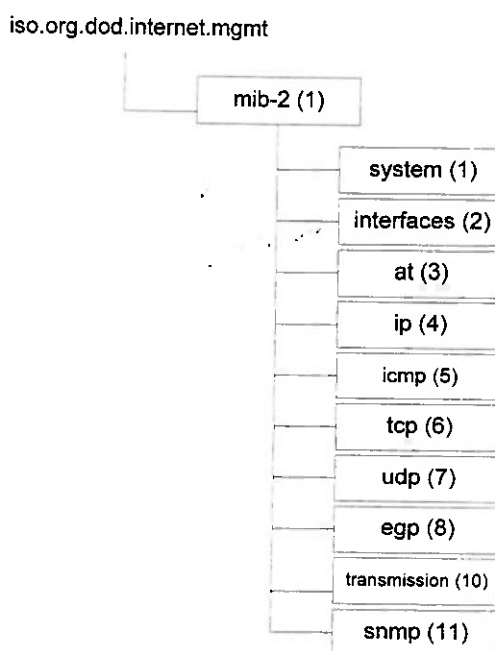 iso.org.dod.internet.mgmt
mib-2 (1)
system (1)
interfaces (2)
at (3)
ip (4)
icmp (5)
tcp (6)
udp (7)
egp (8)
transmission (10)
snmp (11)